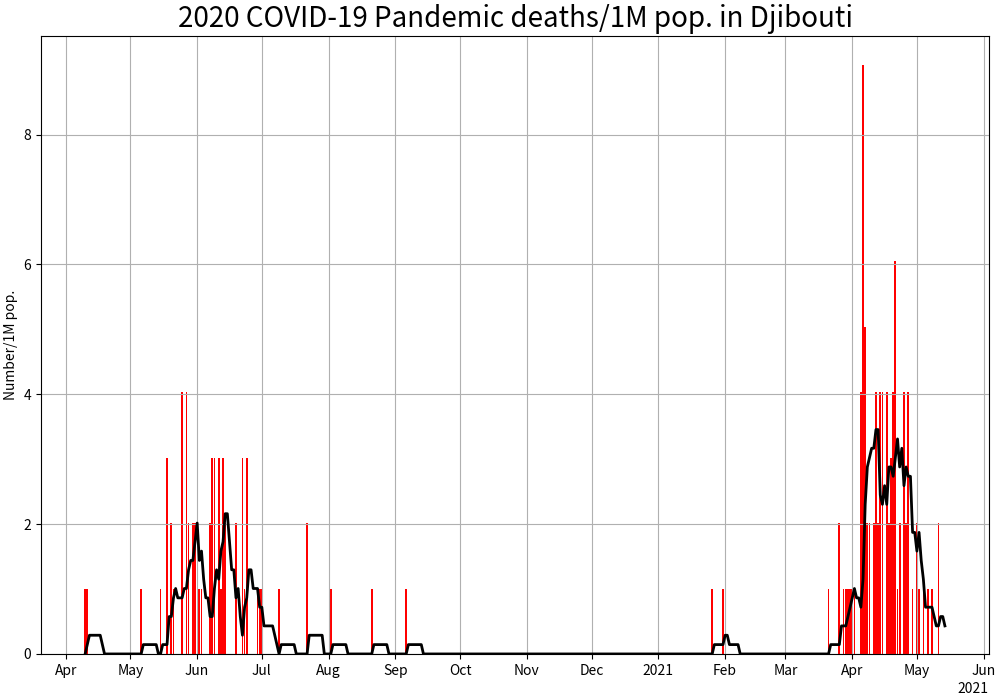 2020 COVID-19 Pandemic deaths/1M pop. in Djibouti
Number/1M pop.
8
6
4
2
0
Apr May Jun Jul Aug Sep Oct Nov Dec 2021 Feb Mar Apr May Jun
2021